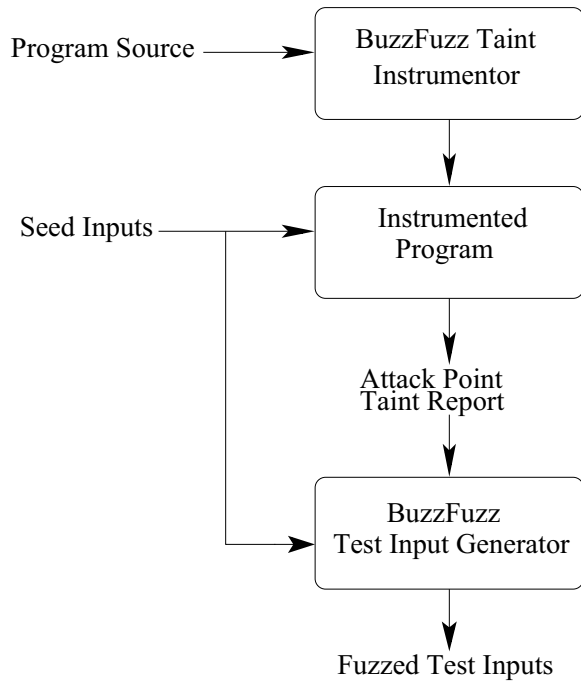 Program Source
BuzzFuzz Taint
Instrumentor
Seed Inputs
Instrumented
Program
Attack Point
Taint Report
BuzzFuzz
Test Input Generator
Fuzzed Test Inputs